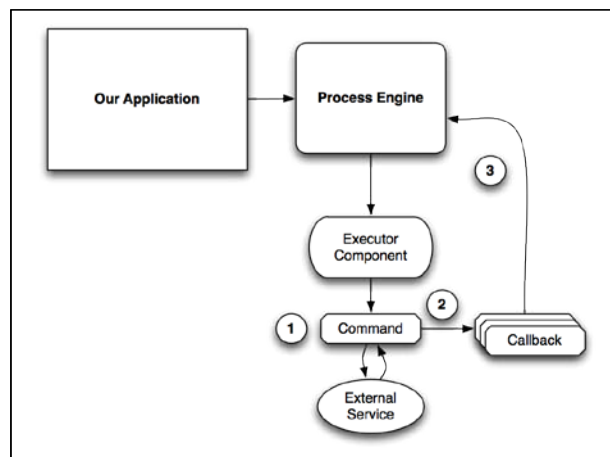 Our Application
Process Engine
3
Executor
Component
2
1
Command
Callback
External
Service